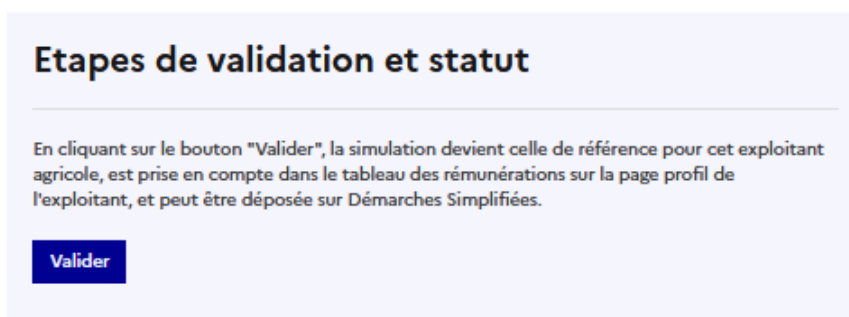 Etapes de validation et statut
En cliquant sur le bouton "Valider", la simulation devient celle de référence pour cet exploitant
agricole, est prise en compte dans le tableau des rémunérations sur la page profil de
l'exploitant, et peut être déposée sur Démarches Simplifiées.
Valider